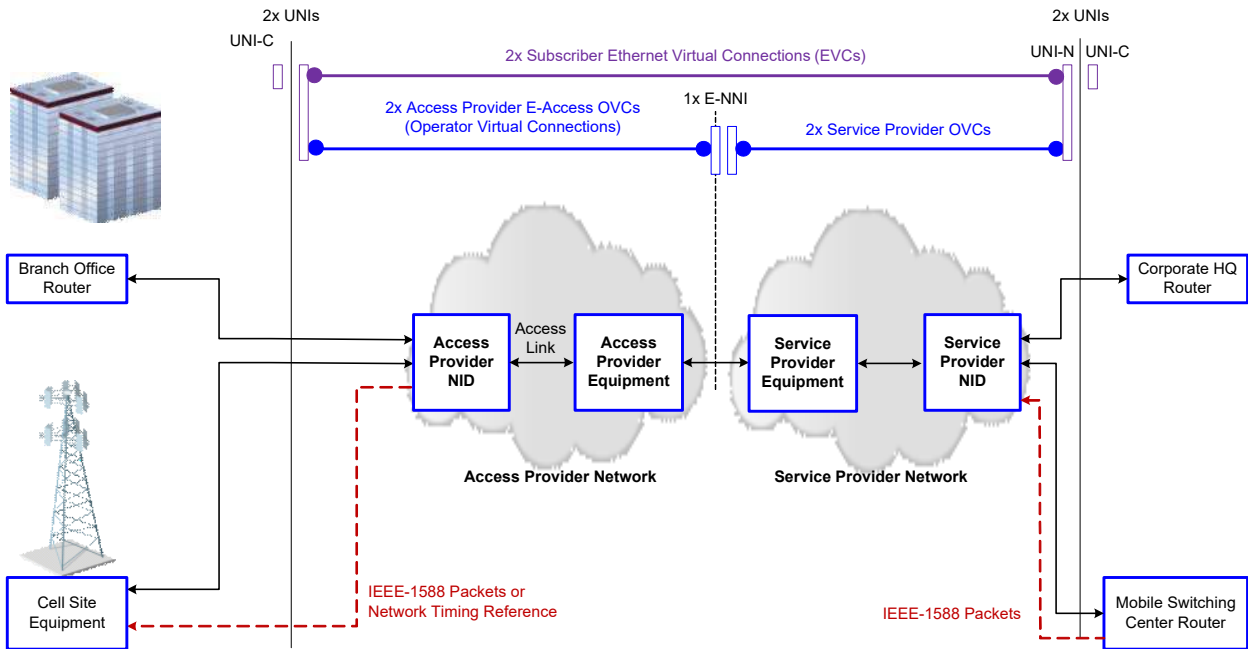 2x UNIs
2x UNIs
UNI-C
UNI-N
UNI-C
2x Subscriber Ethernet Virtual Connections (EVCs)
2x Access Provider E-Access OVCs
(Operator Virtual Connections)
1x E-NNI
2x Service Provider OVCs
Branch Office
Router
Corporate HQ
Router
Access
Provider
NID
Access
Link
Access
Provider
Equipment
Service
Provider
Equipment
Service
Provider
NID
Access Provider Network
Service Provider Network
Cell Site
Equipment
IEEE-1588 Packets or
Network Timing Reference
IEEE-1588 Packets
Mobile Switching
Center Router